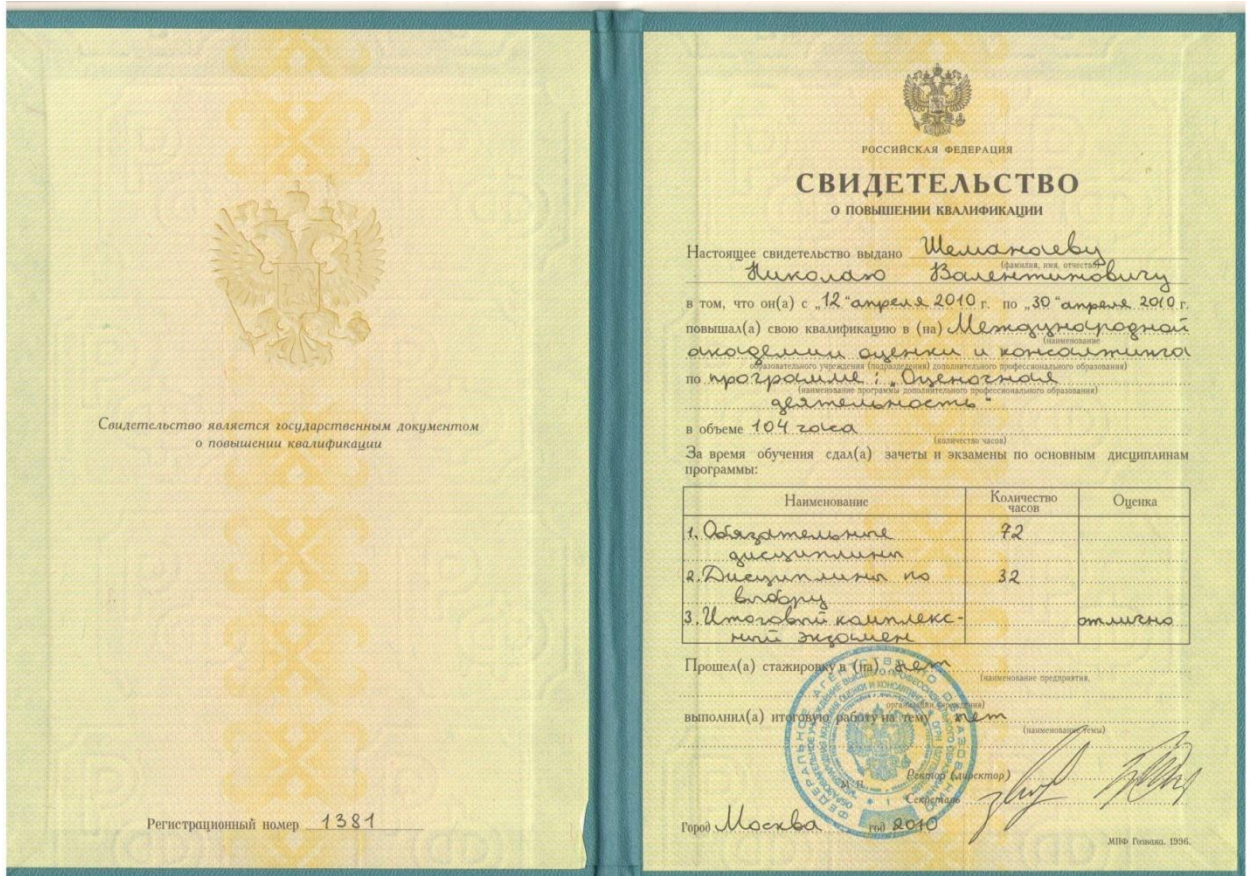 Свидетельство является государственным документом
о повышении квалификации
Регистрационный номер 1381
РОССИЙСКАЯ ФЕДЕРАЦИЯ
СВИДЕТЕЛЬСТВО
О ПОВЫШЕНИИ КВАЛИФИКАЦИИ
Настоящее свидетельство выдано Шеманаеву
(фамилия, имя, отчество)
Николаю Валентиновичу
в том, что он(а) с „12“ апреля 2010 г. по „30“ апреля 2010 г.
повышал(а) свою квалификацию в (на) Международной
(наименование
академии оценки и консалтинга
образовательного учреждения (подразделения) дополнительного профессионального образования)
по программе: „Оценочная
(наименование программы дополнительного профессионального образования)
деятельность“
в объеме 104 часа
(количество часов)
За время обучения сдал(а) зачеты и экзамены по основным дисциплинам
программы:
Наименование Количество часов Оценка
1. Обязательные 72
дисциплины
2. Дисциплины по 32
выбору
3. Итоговый комплекс- отлично
ный экзамен
Прошел(а) стажировку в (на) нет
(наименование предприятия,
организации, учреждения)
выполнил(а) итоговую работу на тему нет
(наименование темы)
ФЕДЕРАЛЬНОЕ АГЕНТСТВО ПО ОБРАЗОВАНИЮ
М.П.
Ректор (директор)
Секретарь
Город Москва год 2010
МПФ Гознака. 1996.